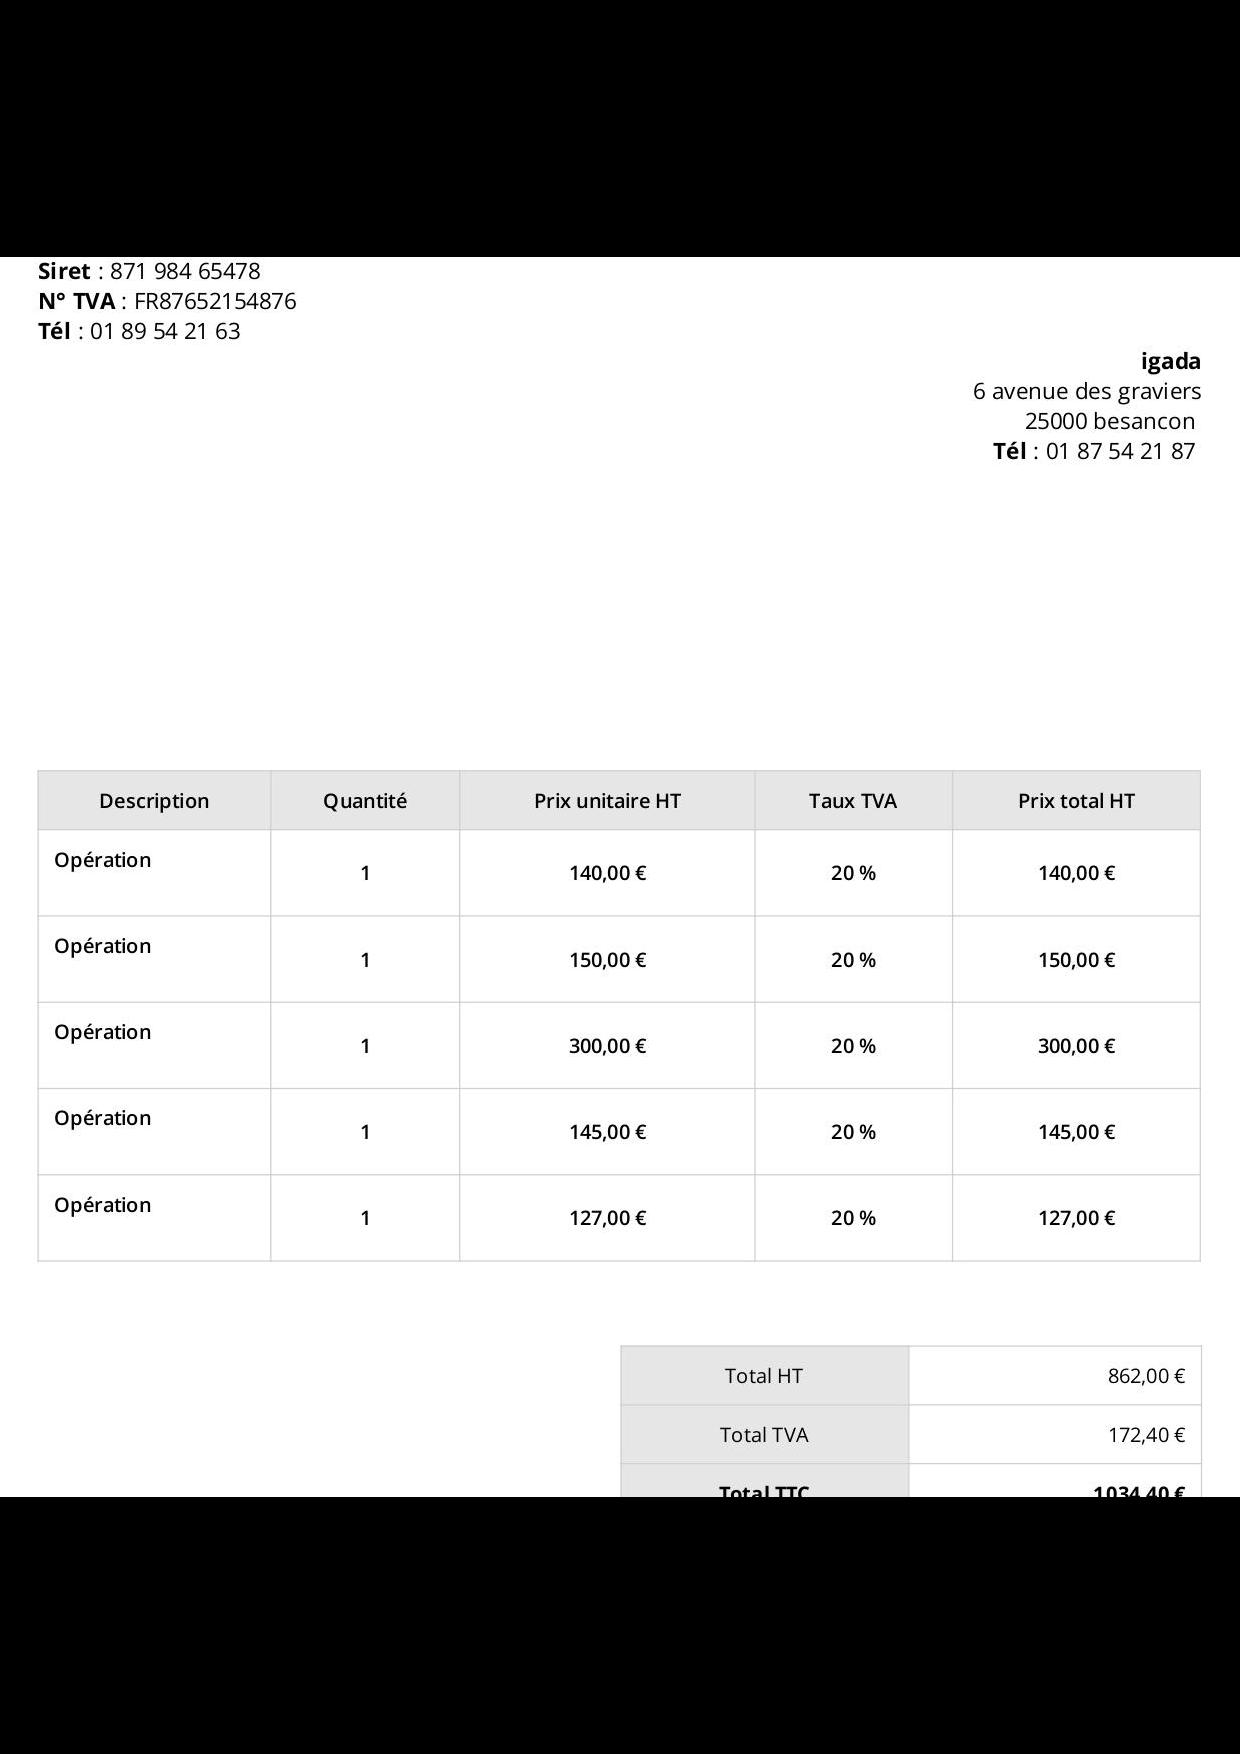 Siret : 871 984 65478
N° TVA : FR87652154876
Tél : 01 89 54 21 63
igada
6 avenue des graviers
25000 besancon
Tél : 01 87 54 21 87
Description Quantité Prix unitaire HT Taux TVA Prix total HT
Opération 1 140,00 € 20 % 140,00 €
Opération 1 150,00 € 20 % 150,00 €
Opération 1 300,00 € 20 % 300,00 €
Opération 1 145,00 € 20 % 145,00 €
Opération 1 127,00 € 20 % 127,00 €
Total HT 862,00 €
Total TVA 172,40 €
Total TTC 1034,40 €